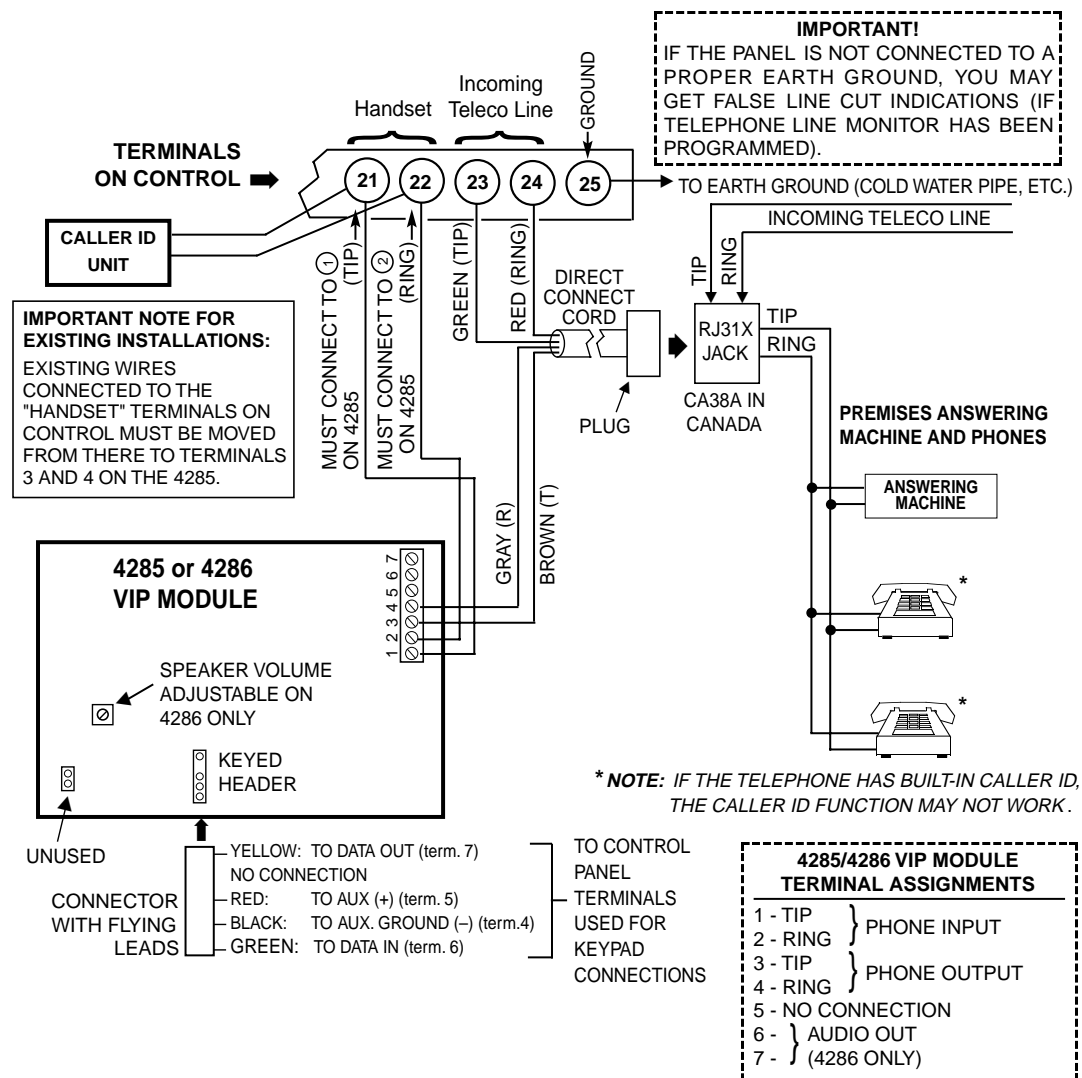 IMPORTANT!
IF THE PANEL IS NOT CONNECTED TO A
PROPER EARTH GROUND, YOU MAY
GET FALSE LINE CUT INDICATIONS (IF
TELEPHONE LINE MONITOR HAS BEEN
PROGRAMMED).
Handset
Incoming
Teleco Line
GROUND
TERMINALS
ON CONTROL
21
22
23
24
25
TO EARTH GROUND (COLD WATER PIPE, ETC.)
INCOMING TELECO LINE
CALLER ID
UNIT
MUST CONNECT TO 1
(TIP)
ON 4285
MUST CONNECT TO 2
(RING)
ON 4285
GREEN (TIP)
RED (RING)
DIRECT
CONNECT
CORD
PLUG
TIP
RING
RJ31X
JACK
TIP
RING
CA38A IN
CANADA
IMPORTANT NOTE FOR
EXISTING INSTALLATIONS:
EXISTING WIRES
CONNECTED TO THE
"HANDSET" TERMINALS ON
CONTROL MUST BE MOVED
FROM THERE TO TERMINALS
3 AND 4 ON THE 4285.
PREMISES ANSWERING
MACHINE AND PHONES
ANSWERING
MACHINE
GRAY (R)
BROWN (T)
4285 or 4286
VIP MODULE
1 2 3 4 5 6 7
SPEAKER VOLUME
ADJUSTABLE ON
4286 ONLY
KEYED
HEADER
UNUSED
*
*
* NOTE: IF THE TELEPHONE HAS BUILT-IN CALLER ID,
THE CALLER ID FUNCTION MAY NOT WORK .
CONNECTOR
WITH FLYING
LEADS
YELLOW: TO DATA OUT (term. 7)
NO CONNECTION
RED: TO AUX (+) (term. 5)
BLACK: TO AUX. GROUND (–) (term.4)
GREEN: TO DATA IN (term. 6)
TO CONTROL
PANEL
TERMINALS
USED FOR
KEYPAD
CONNECTIONS
4285/4286 VIP MODULE
TERMINAL ASSIGNMENTS
1 - TIP
2 - RING
PHONE INPUT
3 - TIP
4 - RING
PHONE OUTPUT
5 - NO CONNECTION
6 - AUDIO OUT
7 - (4286 ONLY)